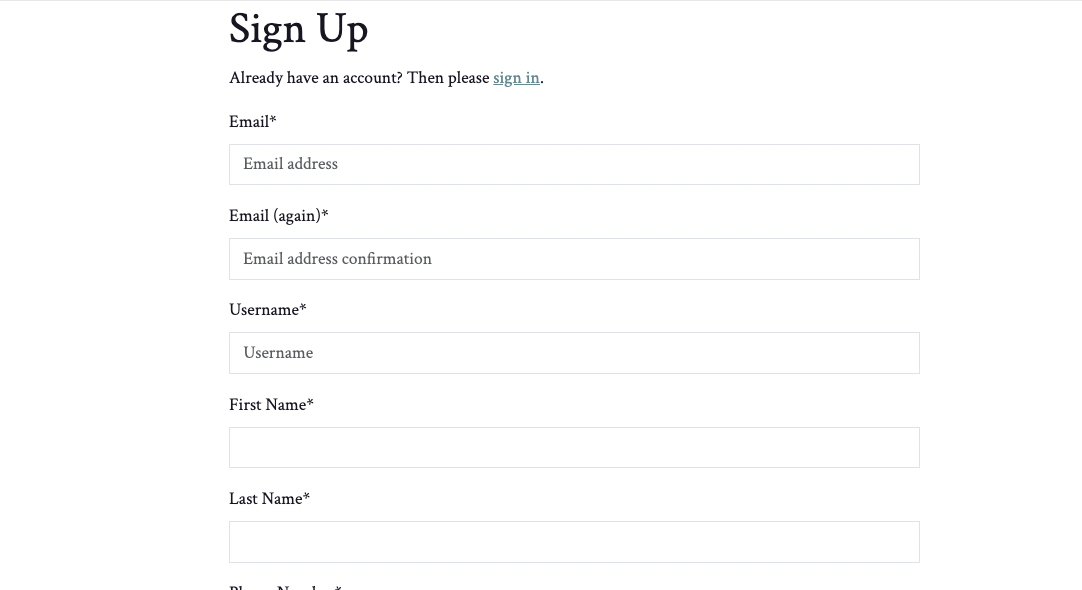 Sign Up
Already have an account? Then please sign in.
Email*
Email address
Email (again)*
Email address confirmation
Username*
Username
First Name*
Last Name*